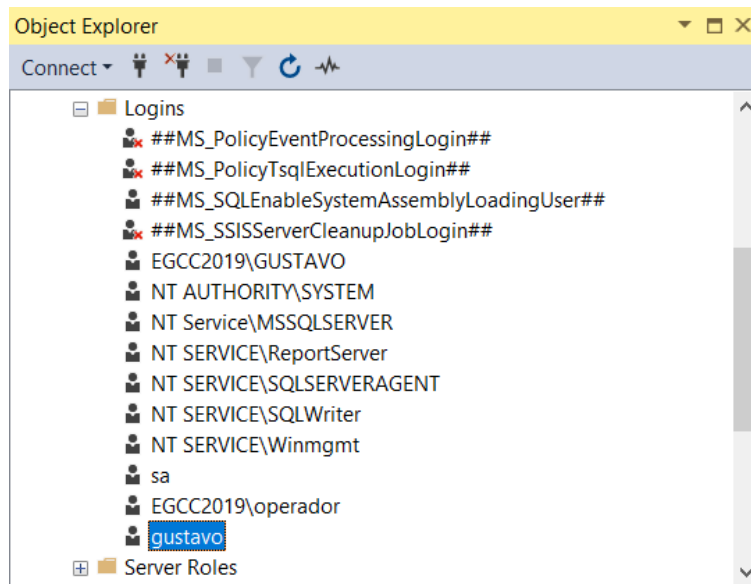 Object Explorer
Connect
Logins
##MS_PolicyEventProcessingLogin##
##MS_PolicyTsqlExecutionLogin##
##MS_SQLEnableSystemAssemblyLoadingUser##
##MS_SSISServerCleanupJobLogin##
EGCC2019\GUSTAVO
NT AUTHORITY\SYSTEM
NT Service\MSSQLSERVER
NT SERVICE\ReportServer
NT SERVICE\SQLSERVERAGENT
NT SERVICE\SQLWriter
NT SERVICE\Winmgmt
sa
EGCC2019\operador
gustavo
Server Roles